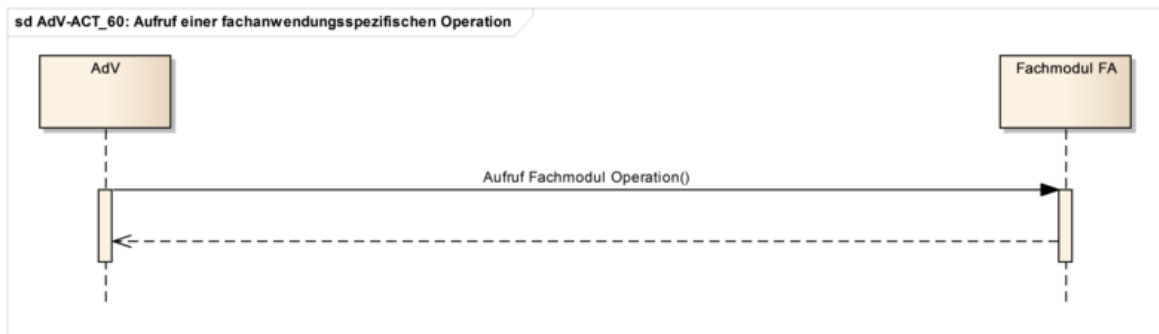 sd AdV-ACT_60: Aufruf einer fachanwendungsspezifischen Operation
AdV
Fachmodul FA
Aufruf Fachmodul Operation()